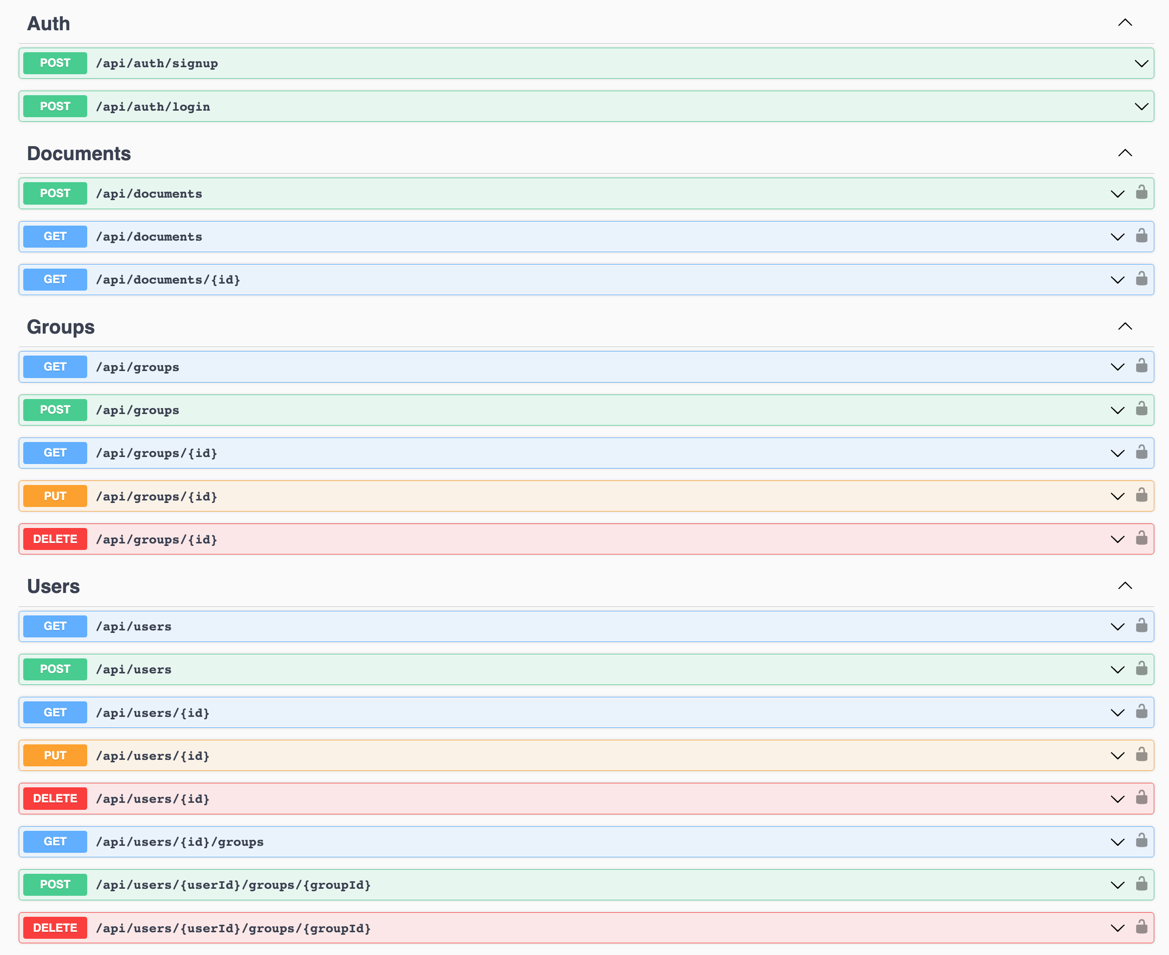 Auth
POST /api/auth/signup
POST /api/auth/login
Documents
POST /api/documents
GET /api/documents
GET /api/documents/{id}
Groups
GET /api/groups
POST /api/groups
GET /api/groups/{id}
PUT /api/groups/{id}
DELETE /api/groups/{id}
Users
GET /api/users
POST /api/users
GET /api/users/{id}
PUT /api/users/{id}
DELETE /api/users/{id}
GET /api/users/{id}/groups
POST /api/users/{userId}/groups/{groupId}
DELETE /api/users/{userId}/groups/{groupId}